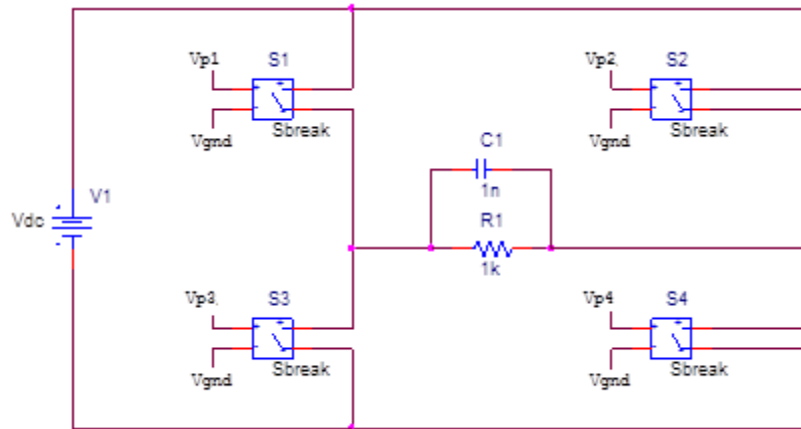 Vp1
S1
Vp2
S2
Vgnd
Sbreak
Vgnd
Sbreak
C1
1n
V1
Vdc
R1
1k
Vp3
S3
Vp4
S4
Vgnd
Sbreak
Vgnd
Sbreak